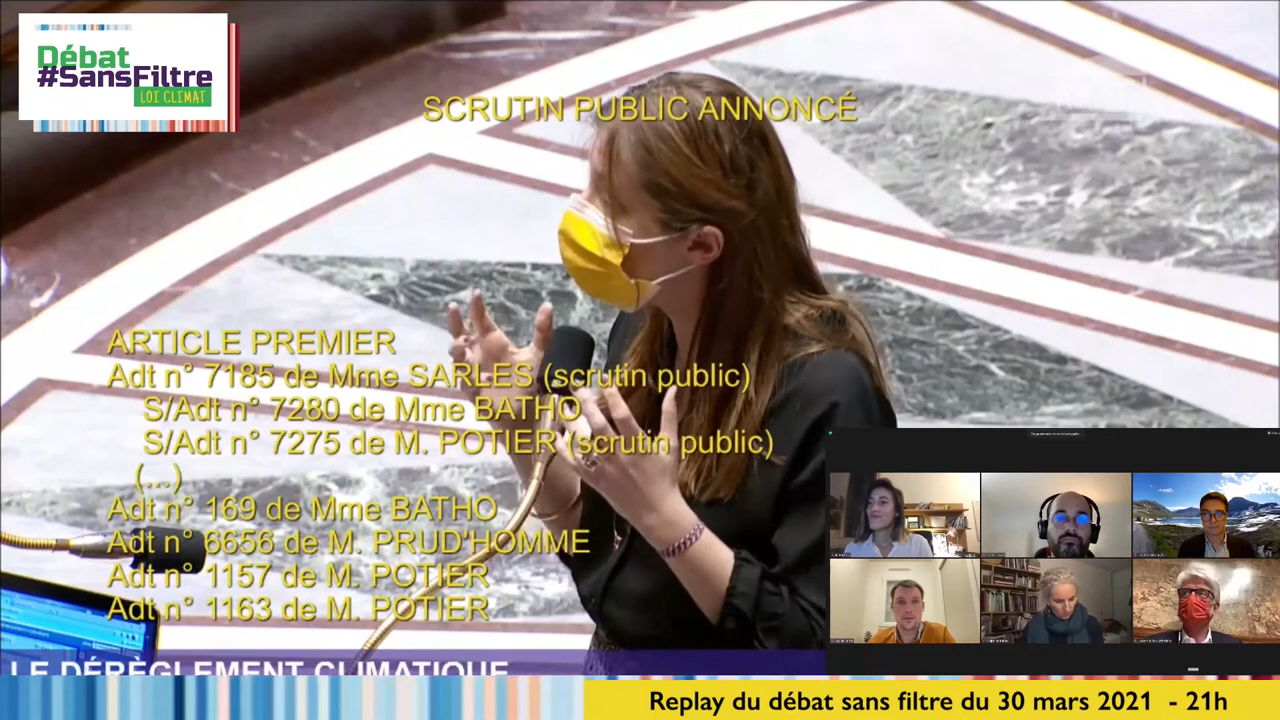 Débat
#SansFiltre
LOI CLIMAT
SCRUTIN PUBLIC ANNONCÉ
ARTICLE PREMIER
Adt n° 7185 de Mme SARLES (scrutin public)
S/Adt n° 7280 de Mme BATHO
S/Adt n° 7275 de M. POTIER (scrutin public)
(...)
Adt n° 169 de Mme BATHO
Adt n° 6656 de M. PRUD'HOMME
Adt n° 1157 de M. POTIER
Adt n° 1163 de M. POTIER
LE DÉRÈGLEMENT CLIMATIQUE
Replay du débat sans filtre du 30 mars 2021 - 21h